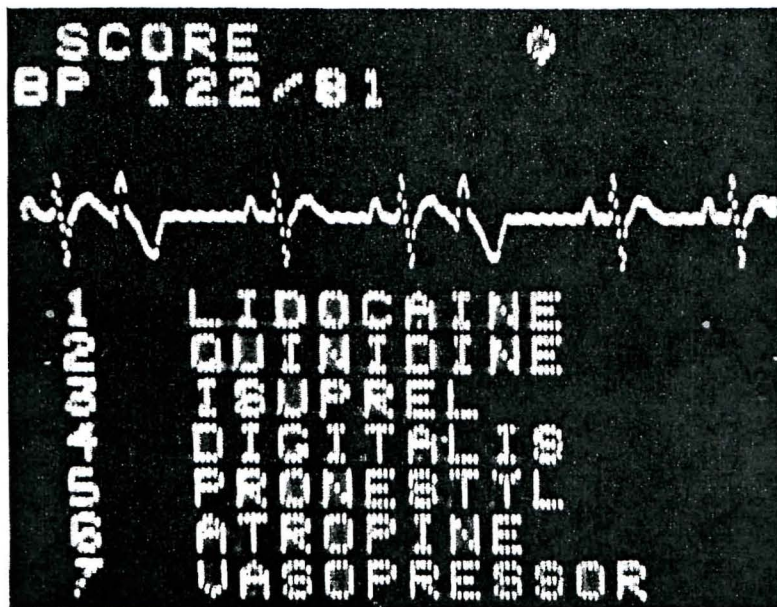 SCORE
BP 122/81
1 LIDOCAINE
2 QUINIDINE
3 ISUPREL
4 DIGITALIS
5 PRONESTYL
6 ATROPINE
7 VASOPRESSOR